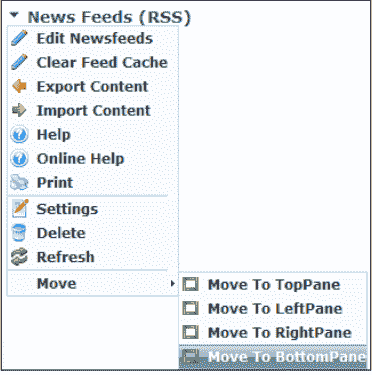 News Feeds (RSS)
Edit Newsfeeds
Clear Feed Cache
Export Content
Import Content
Help
Online Help
Print
Settings
Delete
Refresh
Move
Move To TopPane
Move To LeftPane
Move To RightPane
Move To BottomPane